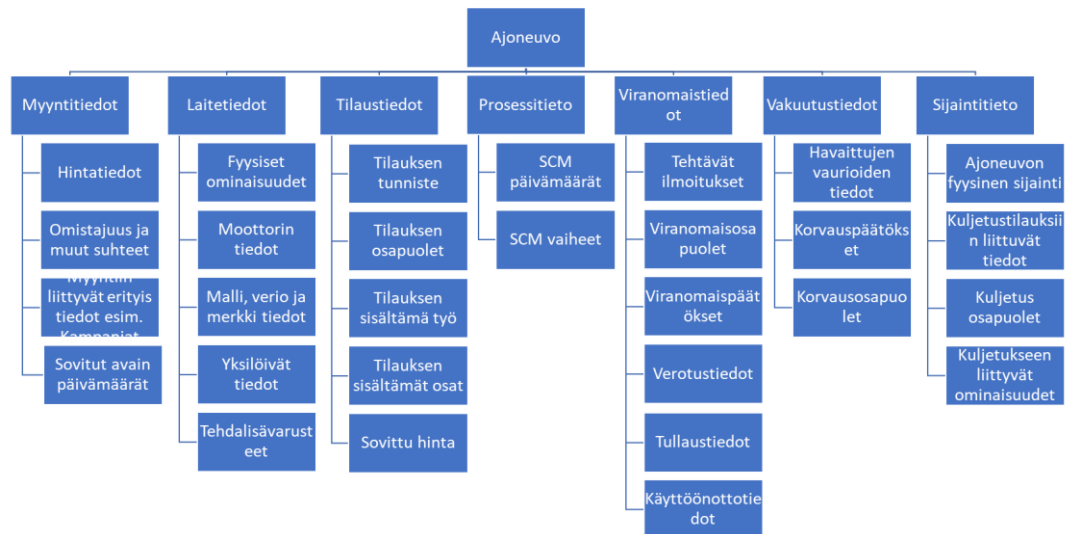 Ajoneuvo
Myyntitiedot
Hintatiedot
Omistajuus ja
muut suhteet
Myyntiin
liittyvät erityis
tiedot esim.
Kampanjat
Sovitut avain
päivämäärät
Laitetiedot
Fyysiset
ominaisuudet
Moottorin
tiedot
Malli, verio ja
merkki tiedot
Yksilöivät
tiedot
Tehdalisävarust
eet
Tilaustiedot
Tilauksen
tunniste
Tilauksen
osapuolet
Tilauksen
sisältämä työ
Tilauksen
sisältämät osat
Sovittu hinta
Prosessitieto
SCM
päivämäärät
SCM vaiheet
Viranomaistied
ot
Tehtävät
ilmoitukset
Viranomaisosa
puolet
Viranomaispäät
ökset
Verotustiedot
Tullaustiedot
Käyttöönottotie
dot
Vakuutustiedot
Havaittujen
vaurioiden
tiedot
Korvauspäätöks
et
Korvausosapuo
let
Sijaintitieto
Ajoneuvon
fyysinen sijainti
Kuljetustilauksii
n liittuvät
tiedot
Kuljetus
osapuolet
Kuljetukseen
liittyvät
ominaisuudet